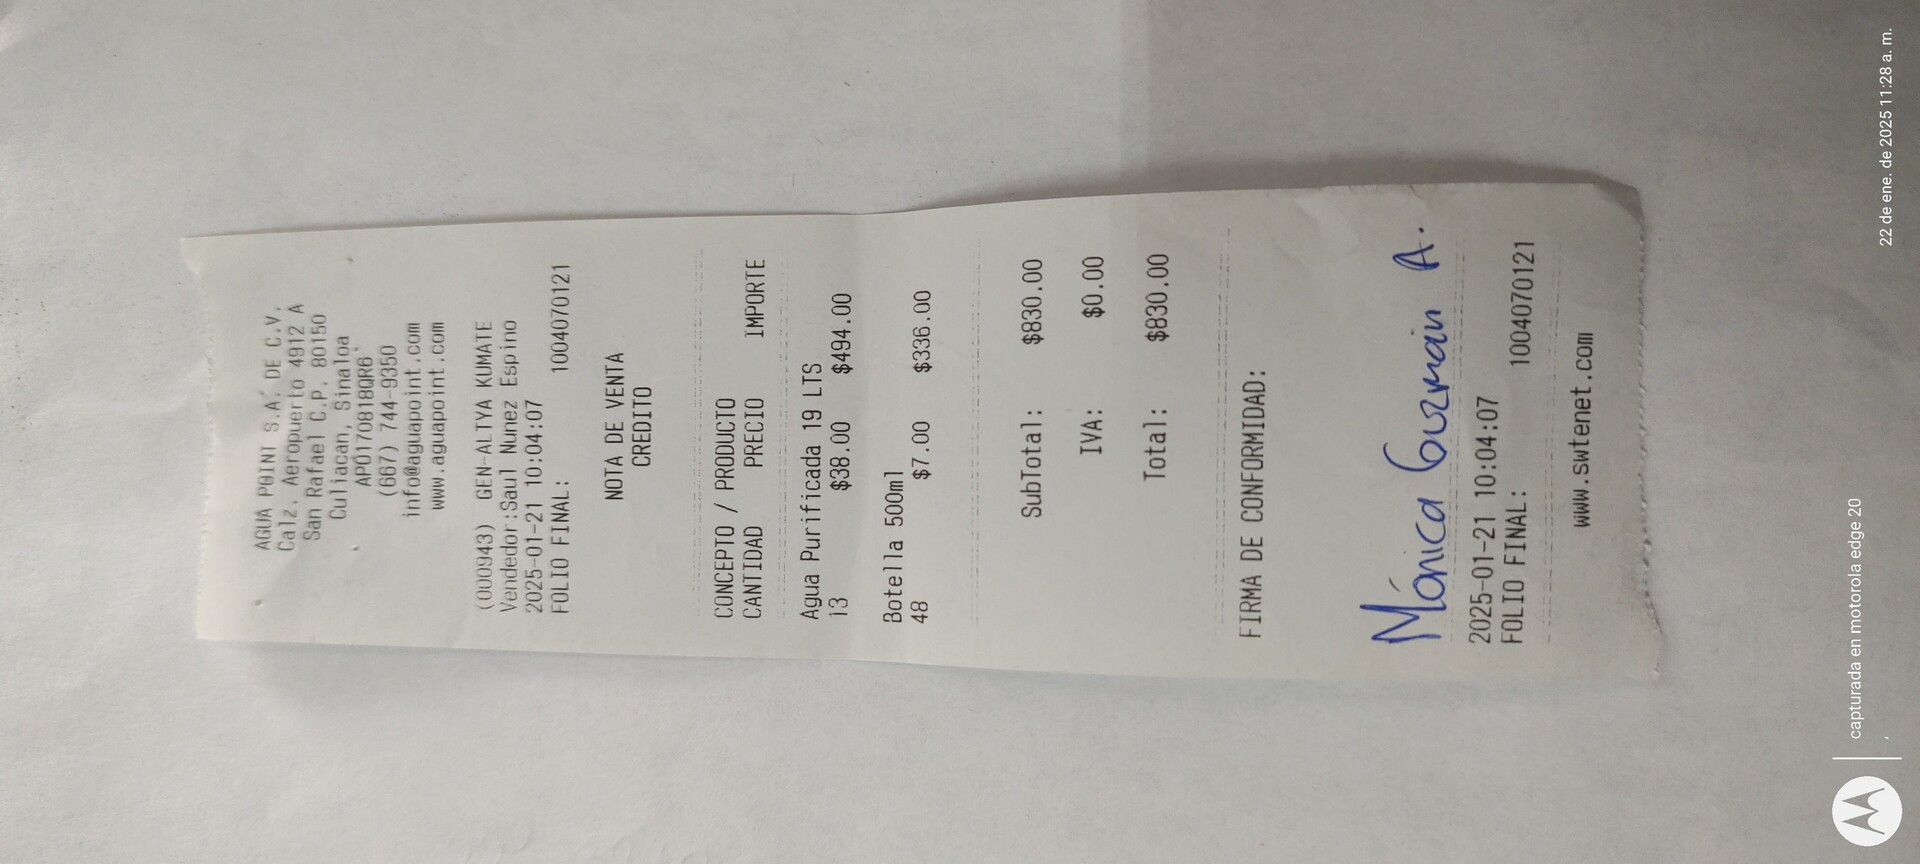 AGUA POINT S.A. DE C.V.
Calz. Aeropuerto 4912 A
San Rafael C.P. 80150
Culiacan, Sinaloa
APO170818QR6
(667) 744-9350
info@aguapoint.com
www.aguapoint.com
(000943) GEN-ALTYA KUMATE
Vendedor:Saul Nunez Espino
2025-01-21 10:04:07
FOLIO FINAL: 1004070121
NOTA DE VENTA
CREDITO
CONCEPTO / PRODUCTO
CANTIDAD PRECIO IMPORTE
Agua Purificada 19 LTS
13 $38.00 $494.00
Botella 500ml
48 $7.00 $336.00
SubTotal: $830.00
IVA: $0.00
Total: $830.00
FIRMA DE CONFORMIDAD:
Mónica Guzmán A.
2025-01-21 10:04:07
FOLIO FINAL: 1004070121
www.swtenet.com
capturada en motorola edge 20
22 de ene. de 2025 11:28 a. m.